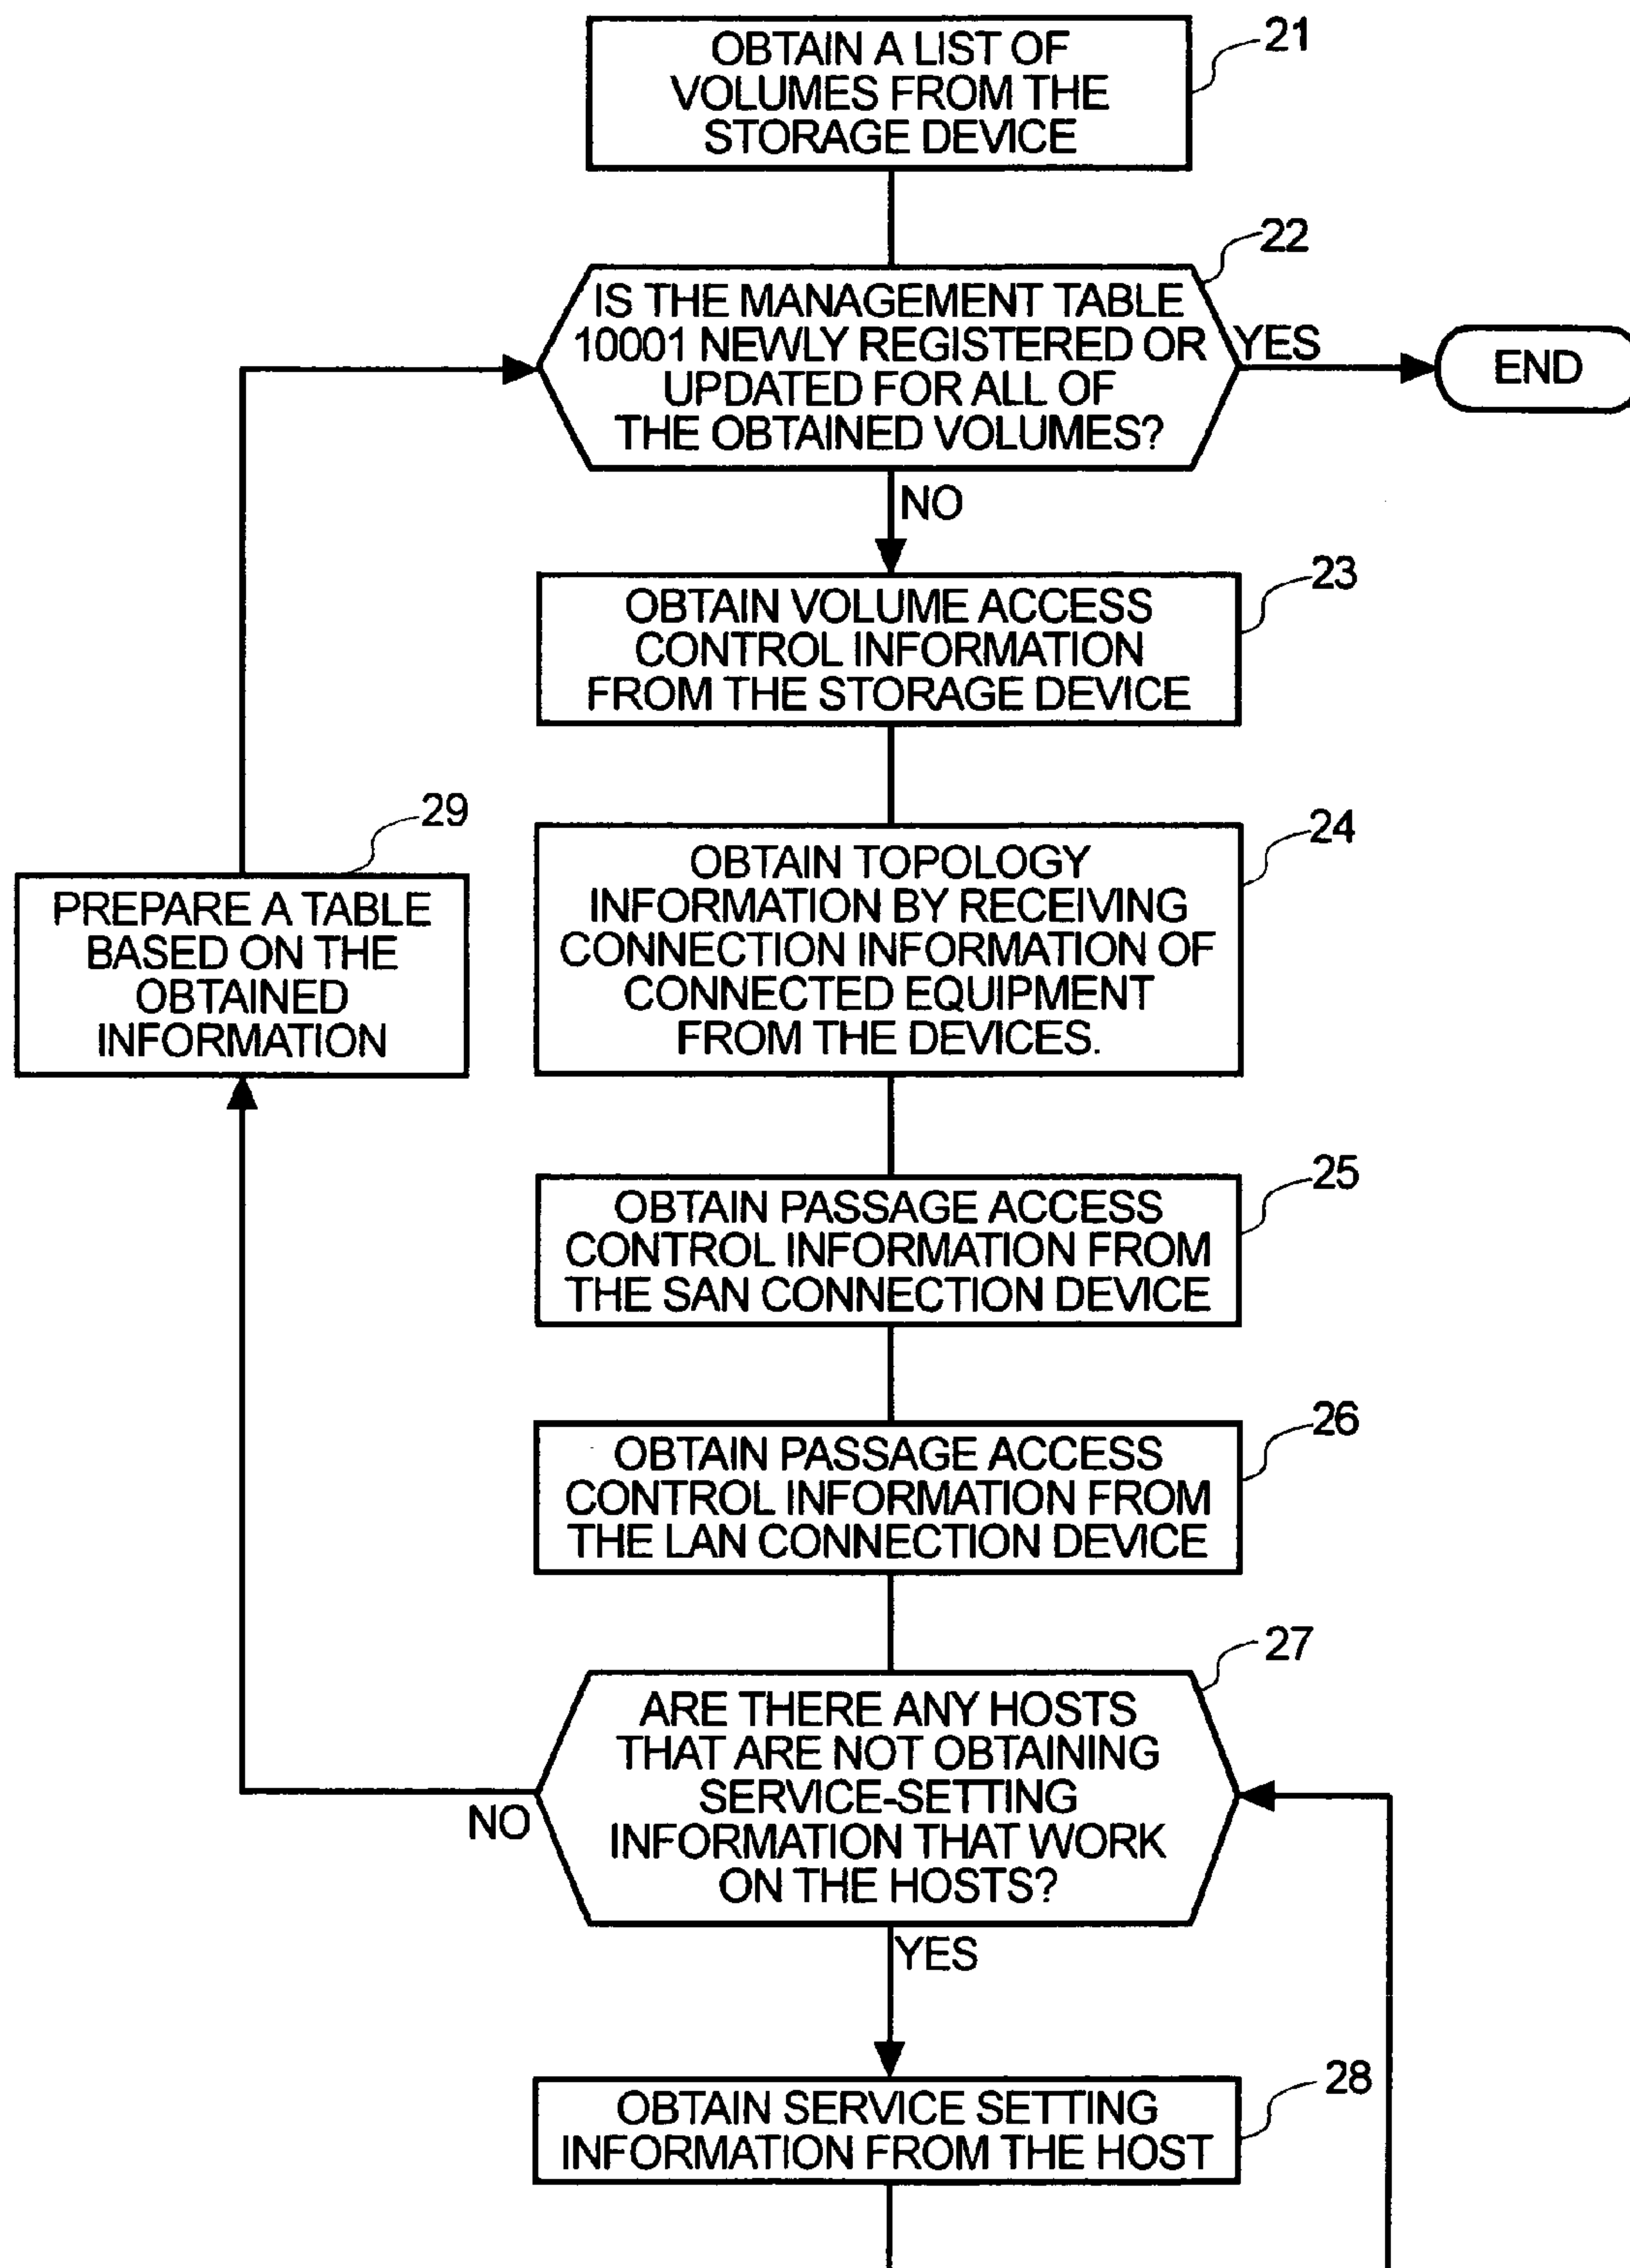 OBTAIN A LIST OF
VOLUMES FROM THE
STORAGE DEVICE
21
22
IS THE MANAGEMENT TABLE
10001 NEWLY REGISTERED OR
UPDATED FOR ALL OF
THE OBTAINED VOLUMES?
YES
END
NO
23
OBTAIN VOLUME ACCESS
CONTROL INFORMATION
FROM THE STORAGE DEVICE
29
PREPARE A TABLE
BASED ON THE
OBTAINED
INFORMATION
24
OBTAIN TOPOLOGY
INFORMATION BY RECEIVING
CONNECTION INFORMATION OF
CONNECTED EQUIPMENT
FROM THE DEVICES.
25
OBTAIN PASSAGE ACCESS
CONTROL INFORMATION FROM
THE SAN CONNECTION DEVICE
26
OBTAIN PASSAGE ACCESS
CONTROL INFORMATION FROM
THE LAN CONNECTION DEVICE
27
ARE THERE ANY HOSTS
THAT ARE NOT OBTAINING
SERVICE-SETTING
INFORMATION THAT WORK
ON THE HOSTS?
NO
YES
28
OBTAIN SERVICE SETTING
INFORMATION FROM THE HOST